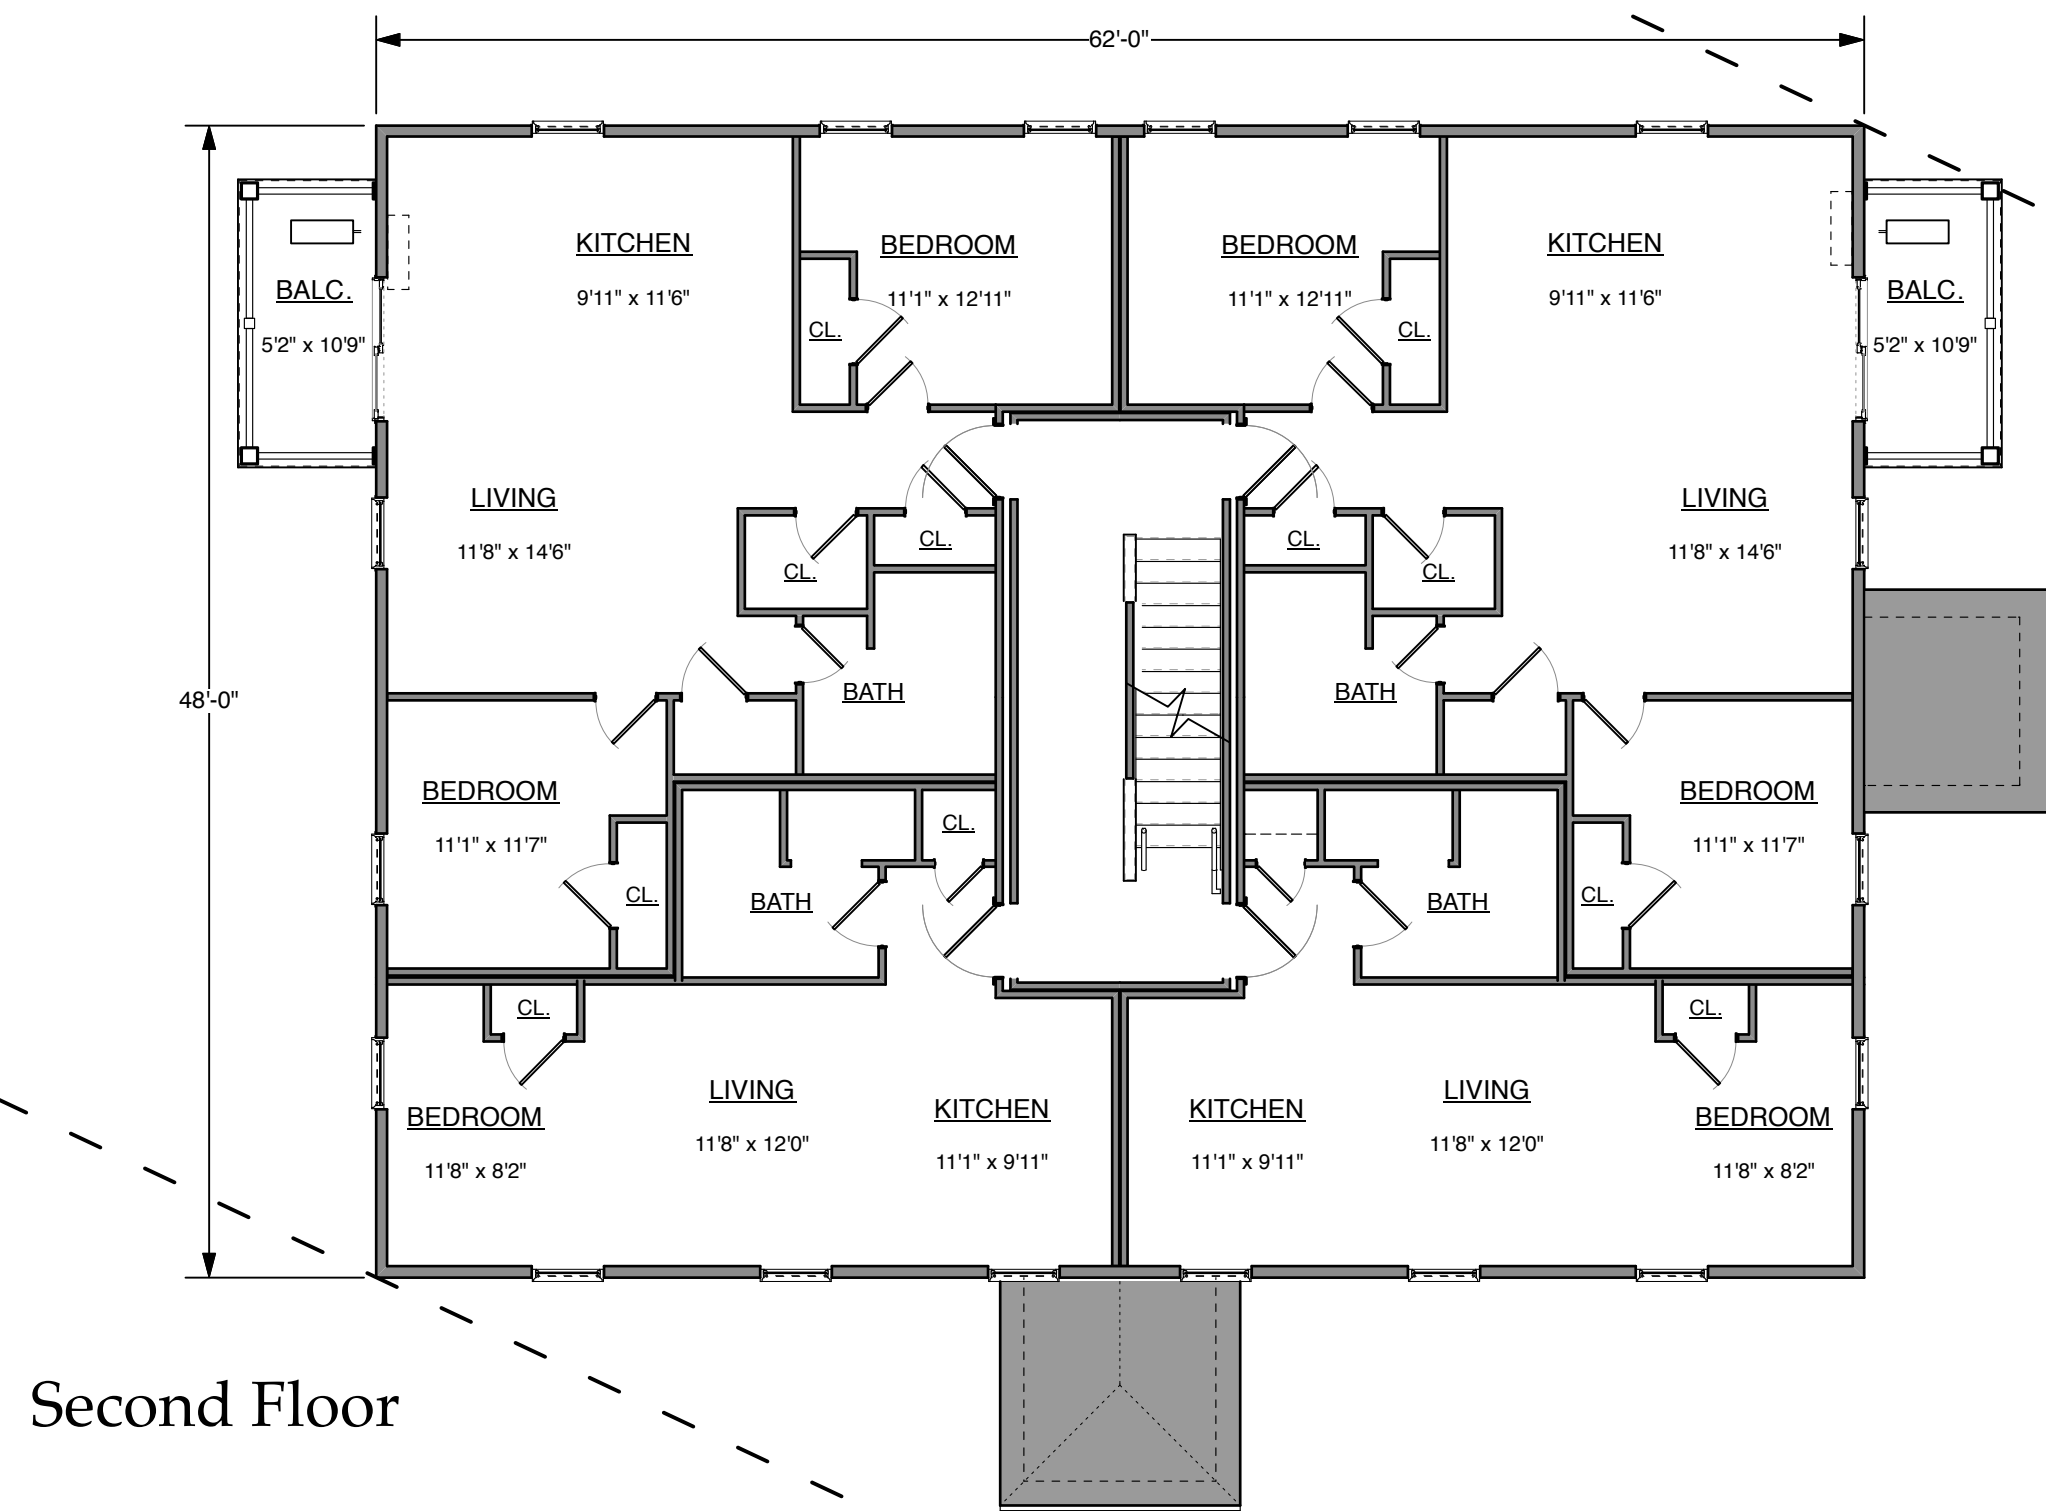 62'-0"
KITCHEN
9'11" x 11'6"
BEDROOM
11'1" x 12'11"
BEDROOM
11'1" x 12'11"
KITCHEN
9'11" x 11'6"
BALC.
5'2" x 10'9"
CL.
CL.
BALC.
5'2" x 10'9"
LIVING
11'8" x 14'6"
CL.
CL.
CL.
CL.
LIVING
11'8" x 14'6"
48'-0"
BATH
BATH
BEDROOM
11'1" x 11'7"
CL.
BEDROOM
11'1" x 11'7"
CL.
BATH
BATH
CL.
CL.
CL.
LIVING
11'8" x 12'0"
KITCHEN
11'1" x 9'11"
KITCHEN
11'1" x 9'11"
LIVING
11'8" x 12'0"
BEDROOM
11'8" x 8'2"
BEDROOM
11'8" x 8'2"
Second Floor